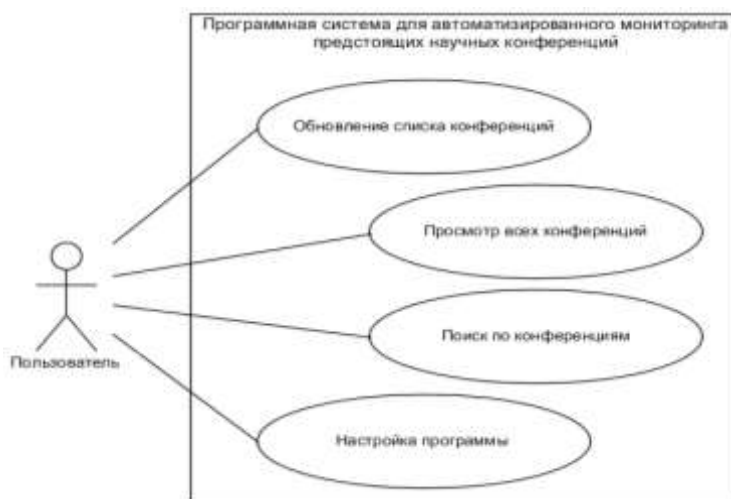 Программная система для автоматизированного мониторинга
предстоящих научных конференций
Обновление списка конференций
Просмотр всех конференций
Поиск по конференциям
Пользователь
Настройка программы